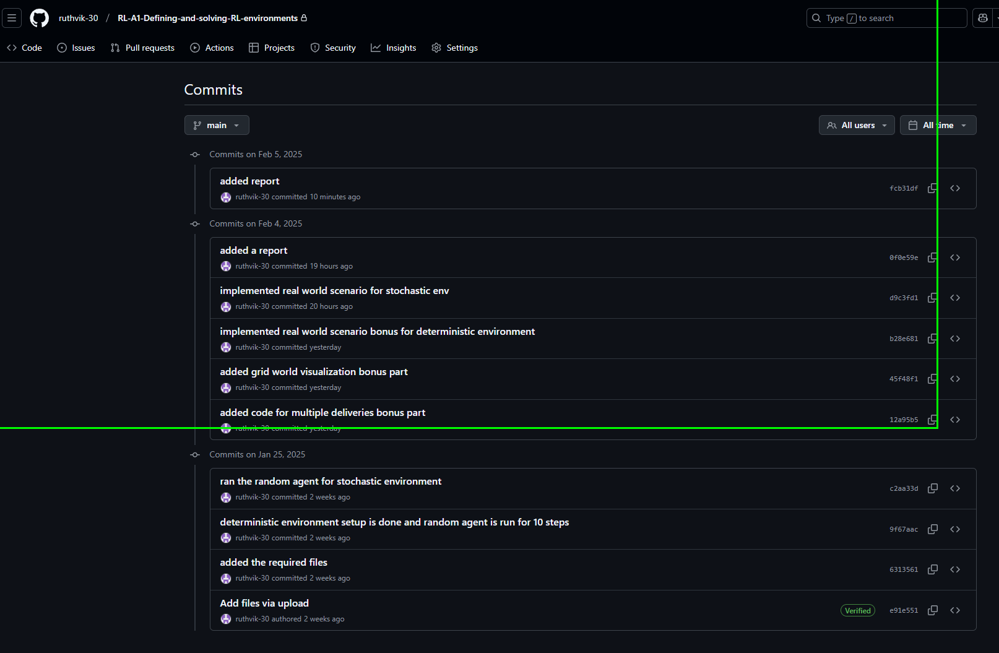 ruthvik-30 / RL-A1-Defining-and-solving-RL-environments
Type / to search
Code Issues Pull requests Actions Projects Security Insights Settings
Commits
main All users All time
Commits on Feb 5, 2025
added report
fcb31df
ruthvik-30 committed 10 minutes ago
Commits on Feb 4, 2025
added a report
0f0e59e
ruthvik-30 committed 19 hours ago
implemented real world scenario for stochastic env
d9c3fd1
ruthvik-30 committed 20 hours ago
implemented real world scenario bonus for deterministic environment
b28e681
ruthvik-30 committed yesterday
added grid world visualization bonus part
45f48f1
ruthvik-30 committed yesterday
added code for multiple deliveries bonus part
12a95b5
ruthvik-30 committed yesterday
Commits on Jan 25, 2025
ran the random agent for stochastic environment
c2aa33d
ruthvik-30 committed 2 weeks ago
deterministic environment setup is done and random agent is run for 10 steps
9f67aac
ruthvik-30 committed 2 weeks ago
added the required files
6313561
ruthvik-30 committed 2 weeks ago
Add files via upload
Verified e91e551
ruthvik-30 authored 2 weeks ago